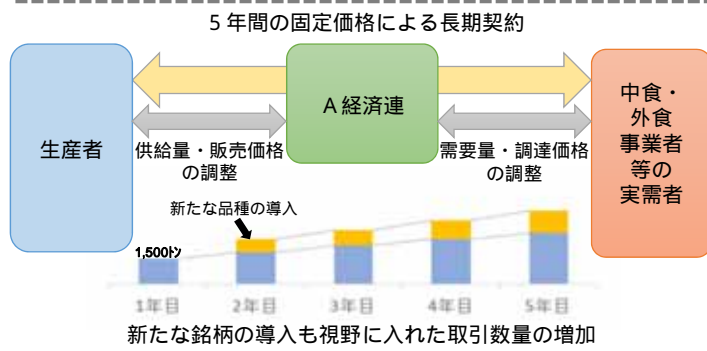 5年間の固定価格による長期契約
生産者
A経済連
中食・
外食
事業者
等の
実需者
供給量・販売価格
の調整
需要量・調達価格
の調整
新たな品種の導入
1,500㌧
1年目
2年目
3年目
4年目
5年目
新たな銘柄の導入も視野に入れた取引数量の増加